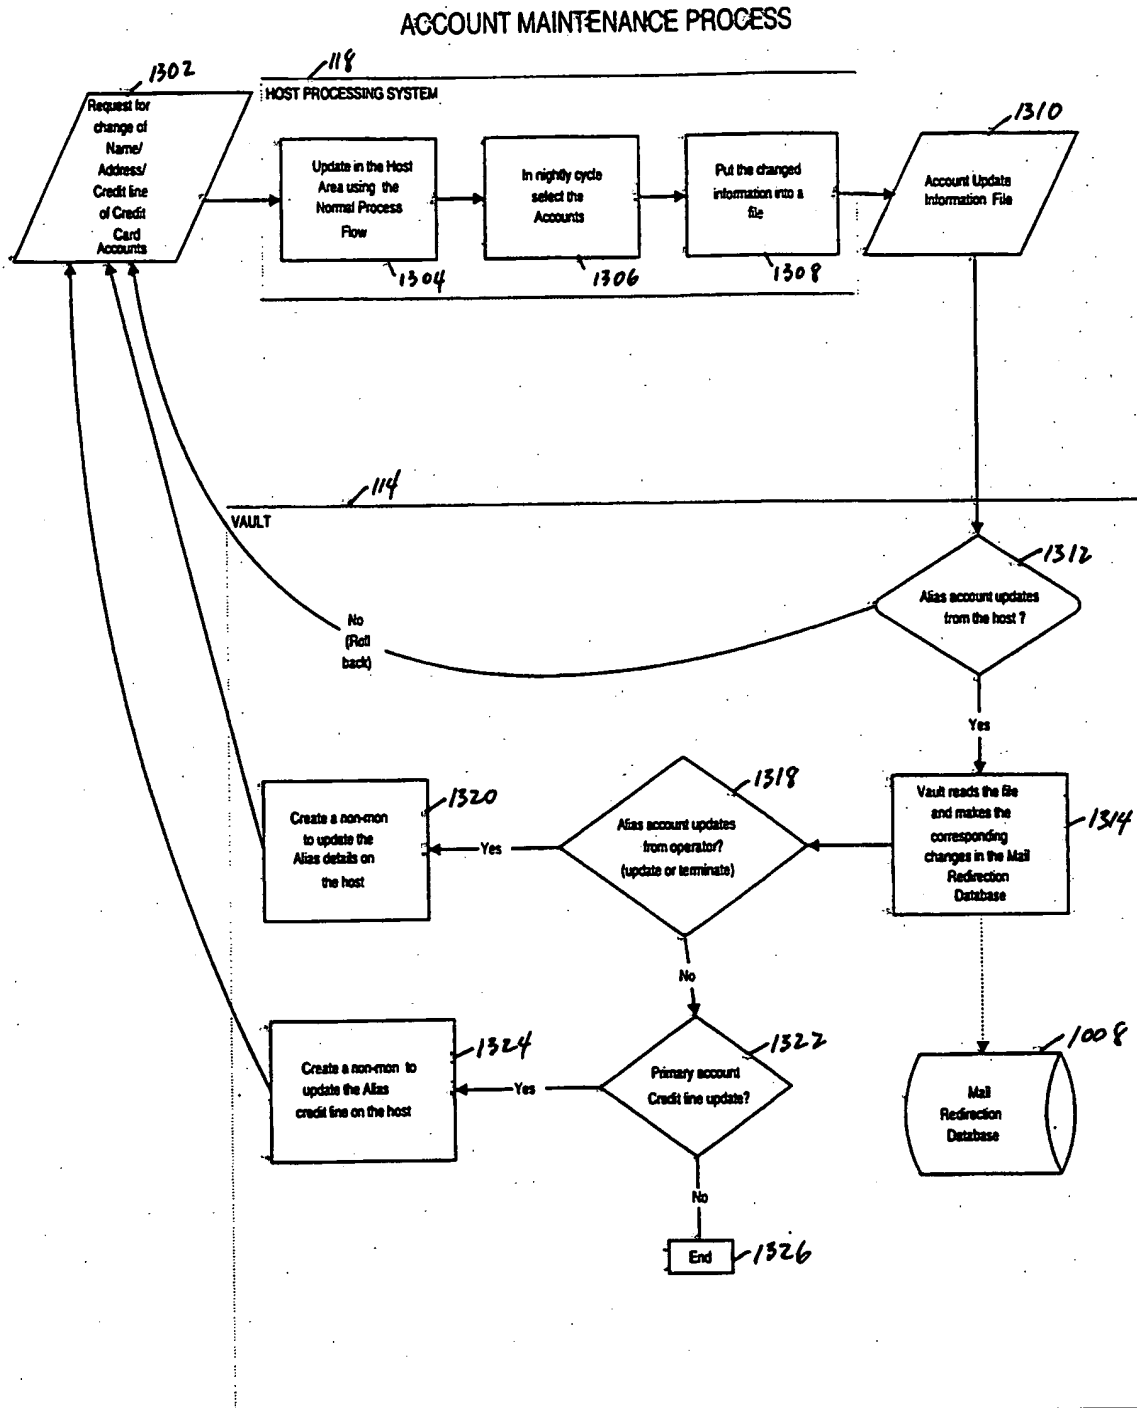 ACCOUNT MAINTENANCE PROCESS
1302
Request for
change of
Name/
Address/
Credit line
of Credit
Card
Accounts
118
HOST PROCESSING SYSTEM
Update in the Host
Area using the
Normal Process
Flow
1304
In nightly cycle
select the
Accounts
1306
Put the changed
information into a
file
1308
1310
Account Update
Information File
114
VAULT
1312
Alias account updates
from the host ?
No
(Roll
back)
Yes
1314
Vault reads the file
and makes the
corresponding
changes in the Mail
Redirection
Database
1318
Alias account updates
from operator?
(update or terminate)
Yes
1320
Create a non-mon
to update the
Alias details on
the host
No
1322
Primary account
Credit line update?
Yes
1324
Create a non-mon to
update the Alias
credit line on the host
1008
Mail
Redirection
Database
No
End
1326